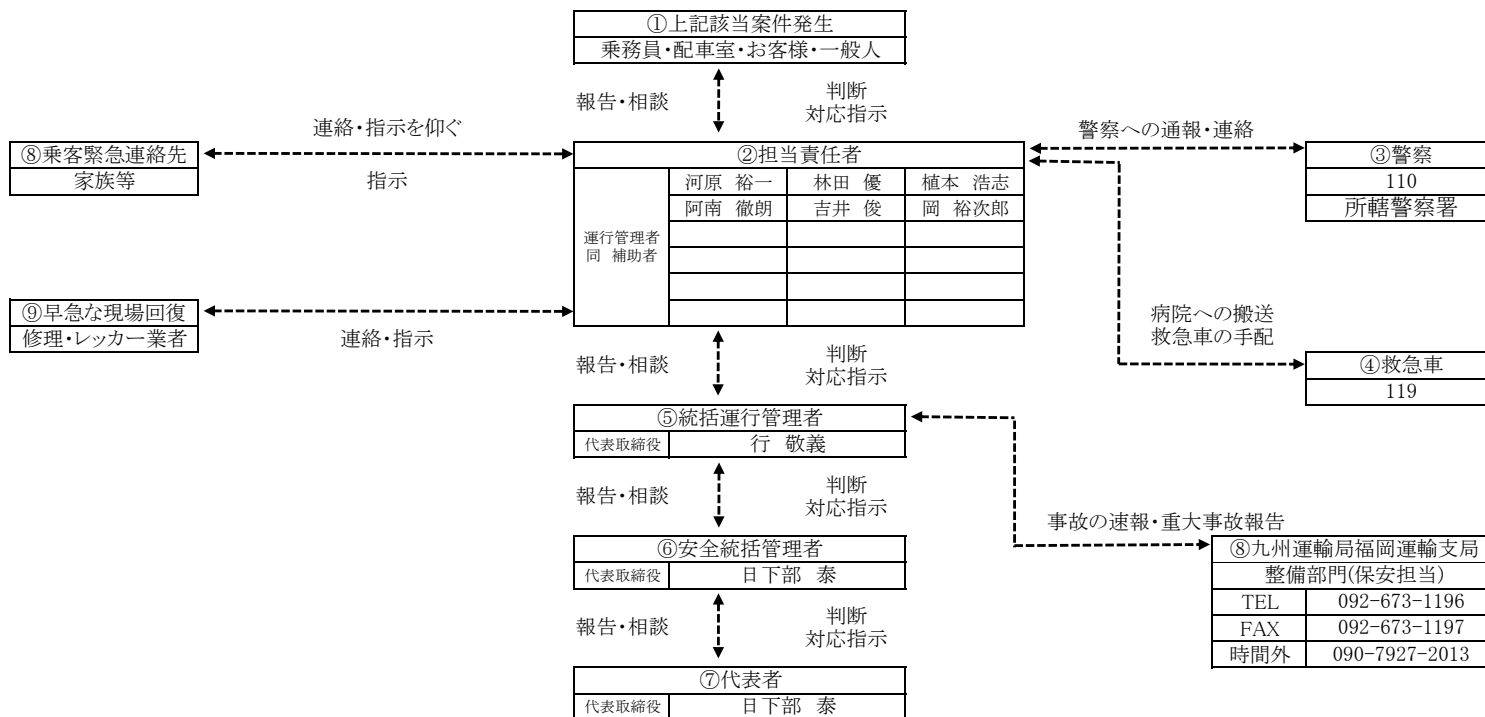 ①上記該当案件発生
乗務員・配車室・お客様・一般人
報告・相談
判断
対応指示
連絡・指示を仰ぐ
指示
警察への通報・連絡
⑧乗客緊急連絡先
家族等
②担当責任者
運行管理者
同 補助者
河原 裕一 林田 優 植本 浩志
阿南 徹朗 吉井 俊 岡 裕次郎
③警察
110
所轄警察署
⑨早急な現場回復
修理・レッカー業者
連絡・指示
病院への搬送
救急車の手配
④救急車
119
報告・相談
判断
対応指示
⑤統括運行管理者
代表取締役 行 敬義
報告・相談
判断
対応指示
事故の速報・重大事故報告
⑥安全統括管理者
代表取締役 日下部 泰
⑧九州運輸局福岡運輸支局
整備部門(保安担当)
TEL 092-673-1196
FAX 092-673-1197
時間外 090-7927-2013
報告・相談
判断
対応指示
⑦代表者
代表取締役 日下部 泰